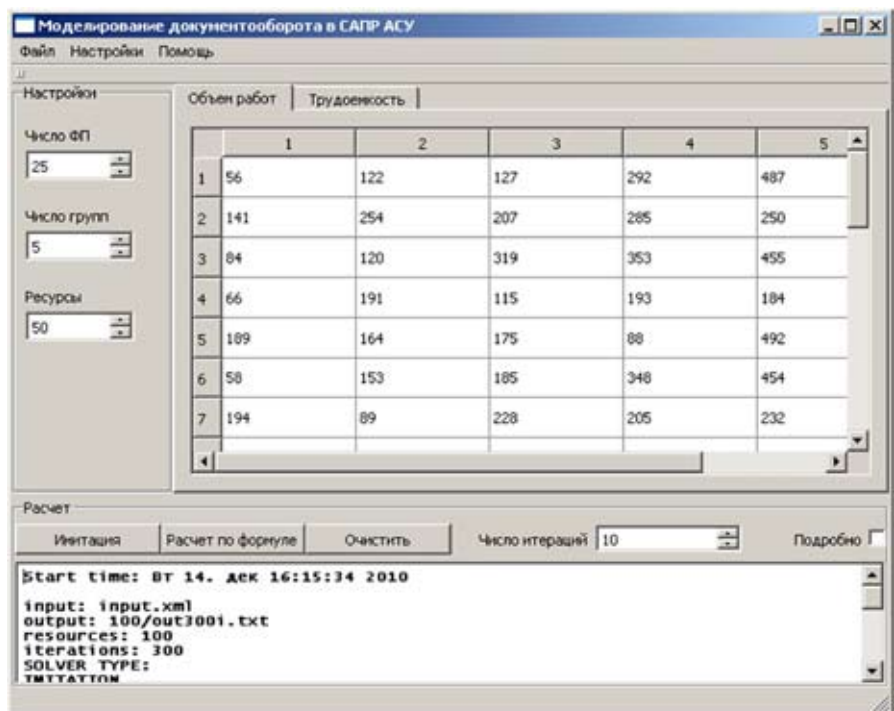 Моделирование документооборота в САПР АСУ
Файл Настройки Помощь
Настройки
Число ФП
25
Число групп
5
Ресурсы
50
Объем работ Трудоемкость
1 2 3 4 5
1 56 122 127 292 487
2 141 254 207 285 250
3 84 120 319 353 455
4 66 191 115 193 184
5 189 164 175 88 492
6 58 153 185 348 454
7 194 89 228 205 232
Расчет
Имитация Расчет по формуле Очистить Число итераций 10 Подробно
Start time: Вт 14. дек 16:15:34 2010
input: input.xml
output: 100/out300i.txt
resources: 100
iterations: 300
SOLVER TYPE:
IMITATION